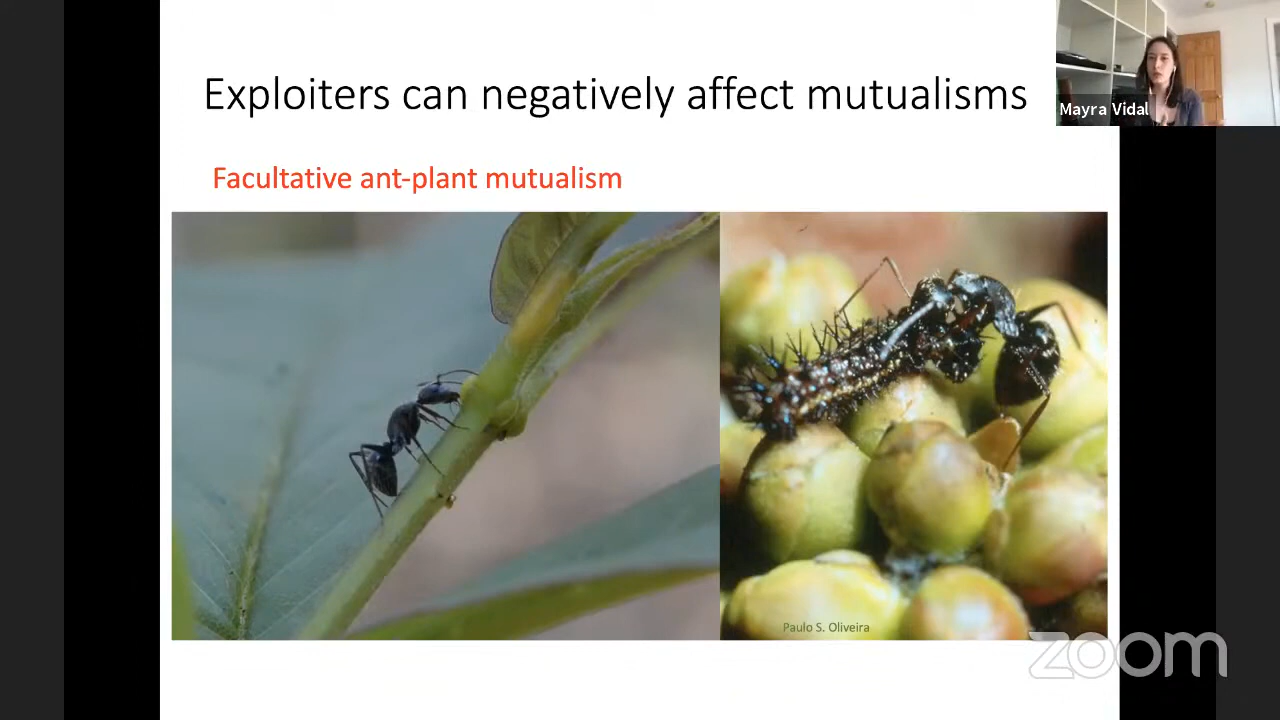 Exploiters can negatively affect mutualisms
Mayra Vidal
Facultative ant-plant mutualism
Paulo S. Oliveira
zoom